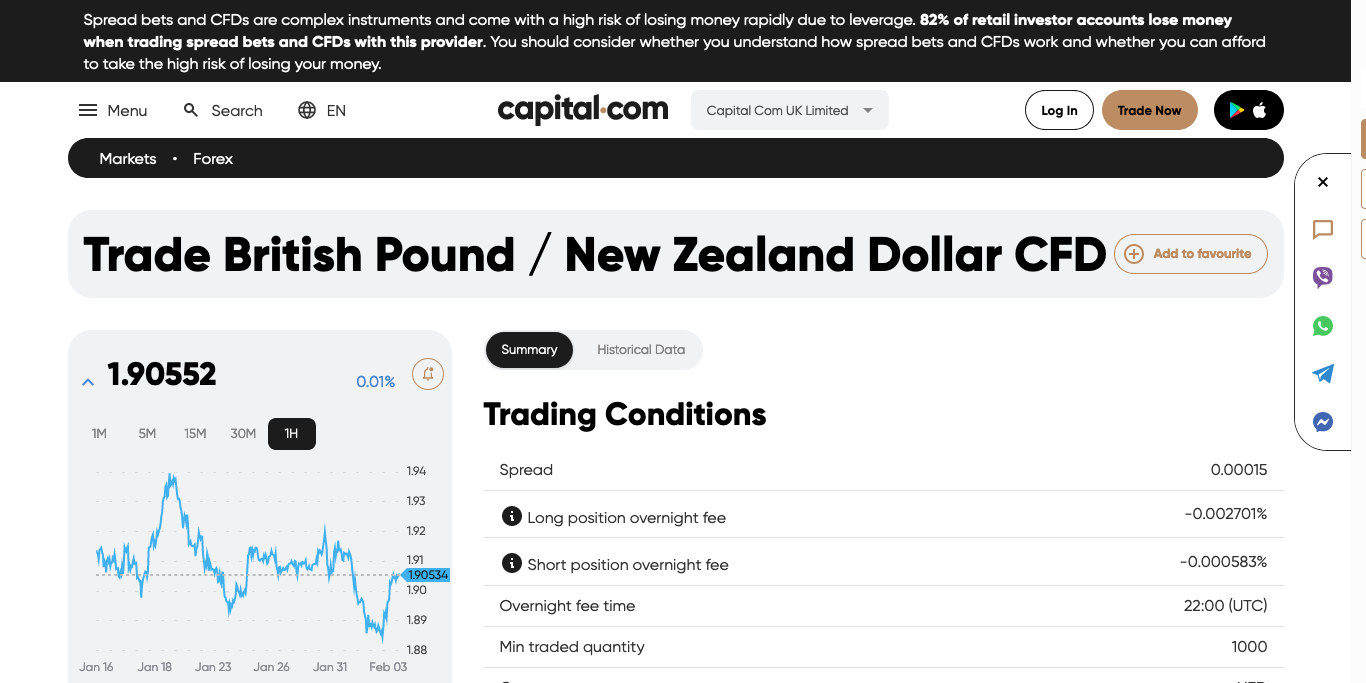 Spread bets and CFDs are complex instruments and come with a high risk of losing money rapidly due to leverage. 82% of retail investor accounts lose money
when trading spread bets and CFDs with this provider. You should consider whether you understand how spread bets and CFDs work and whether you can afford
to take the high risk of losing your money.
Menu
Search
EN
capital.com
Capital Com UK Limited
Log In
Trade Now
Markets • Forex
Trade British Pound / New Zealand Dollar CFD
Add to favourite
1.90552
0.01%
1M 5M 15M 30M 1H
1.94
1.93
1.92
1.91
1.90534
1.90
1.89
1.88
Jan 16 Jan 18 Jan 23 Jan 26 Jan 31 Feb 03
Summary
Historical Data
Trading Conditions
Spread 0.00015
Long position overnight fee -0.002701%
Short position overnight fee -0.000583%
Overnight fee time 22:00 (UTC)
Min traded quantity 1000